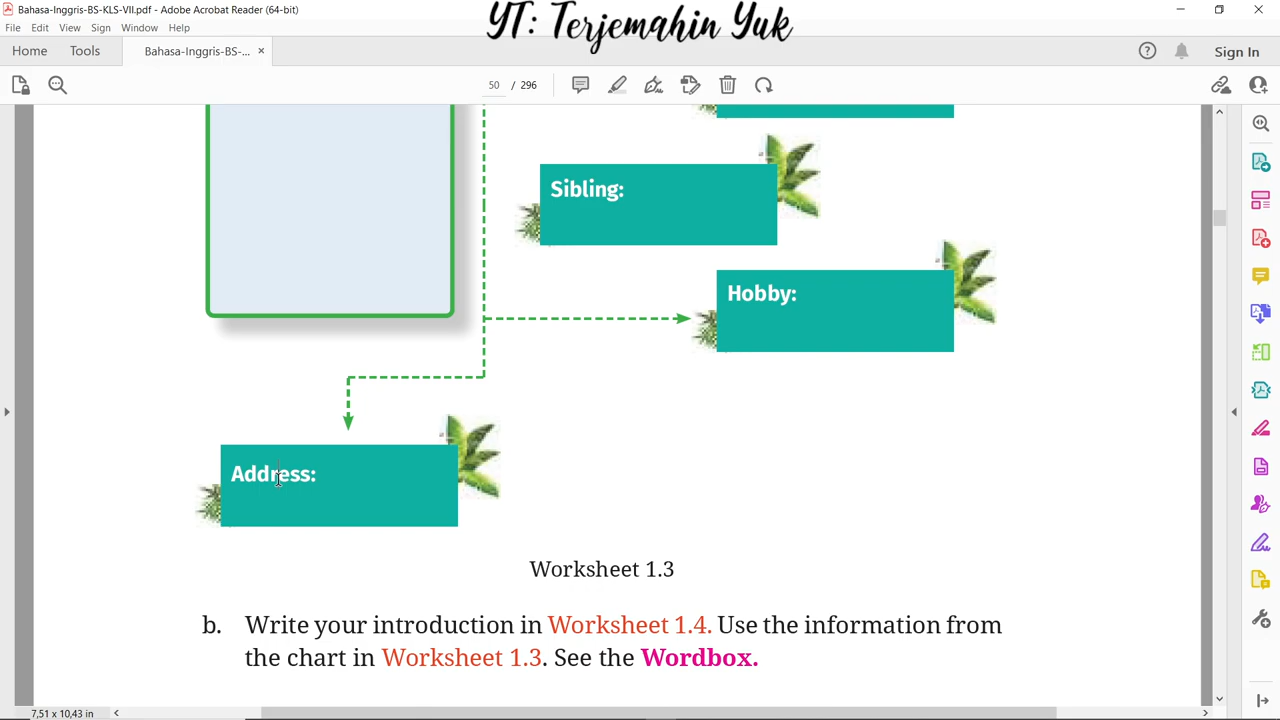 Bahasa-Inggris-BS-KLS-VII.pdf - Adobe Acrobat Reader (64-bit)
YT: Terjemahin Yuk
File Edit View Sign Window Help
Home Tools Bahasa-Inggris-BS-... × Sign In
50 / 296
Sibling:
Hobby:
Address:
Worksheet 1.3
b. Write your introduction in Worksheet 1.4. Use the information from
the chart in Worksheet 1.3. See the Wordbox.
7,51 x 10,43 in